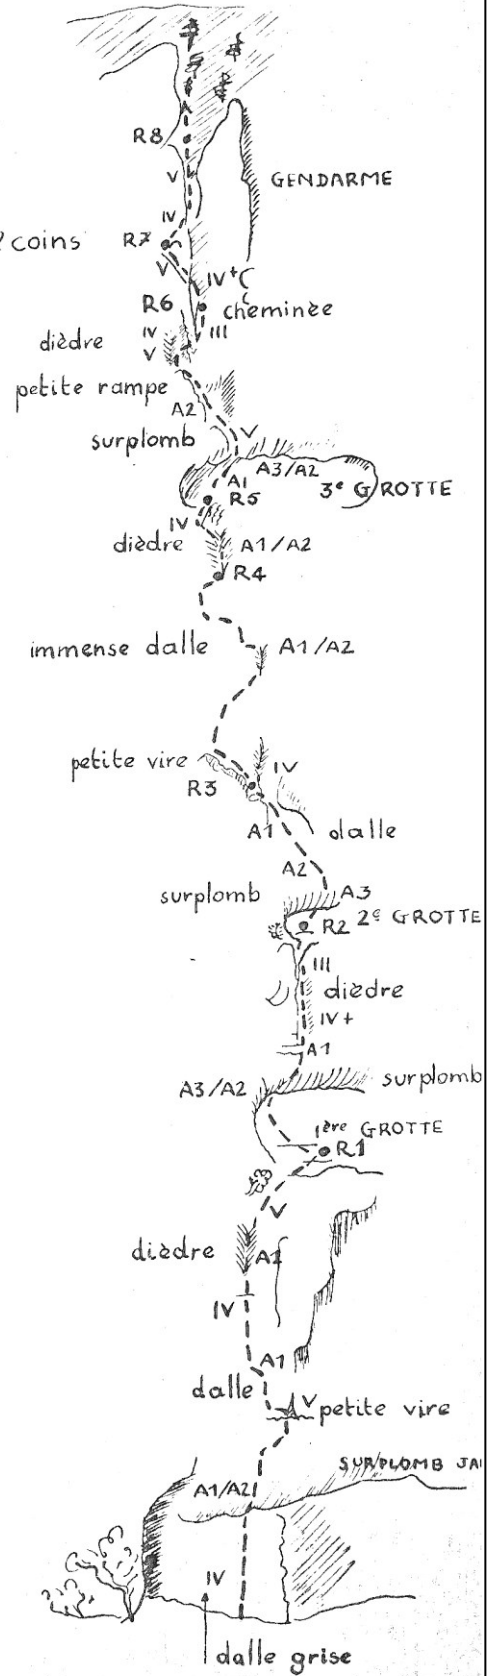 R8
V
GENDARME
IV
coins R7
V
IV+
R6 cheminée
IV III
dièdre V
petite rampe
A2
surplomb V
A3/A2
A1 3e GROTTE
R5
IV
dièdre A1/A2
R4
immense dalle A1/A2
petite vire IV
R3
A1 dalle
A2
surplomb A3
R2 2e GROTTE
III
dièdre
IV+
A1
A3/A2 surplomb
1ère GROTTE
R1
V
dièdre A1
IV
A1
dalle
V petite vire
SURPLOMB JA
A1/A2
IV
dalle grise